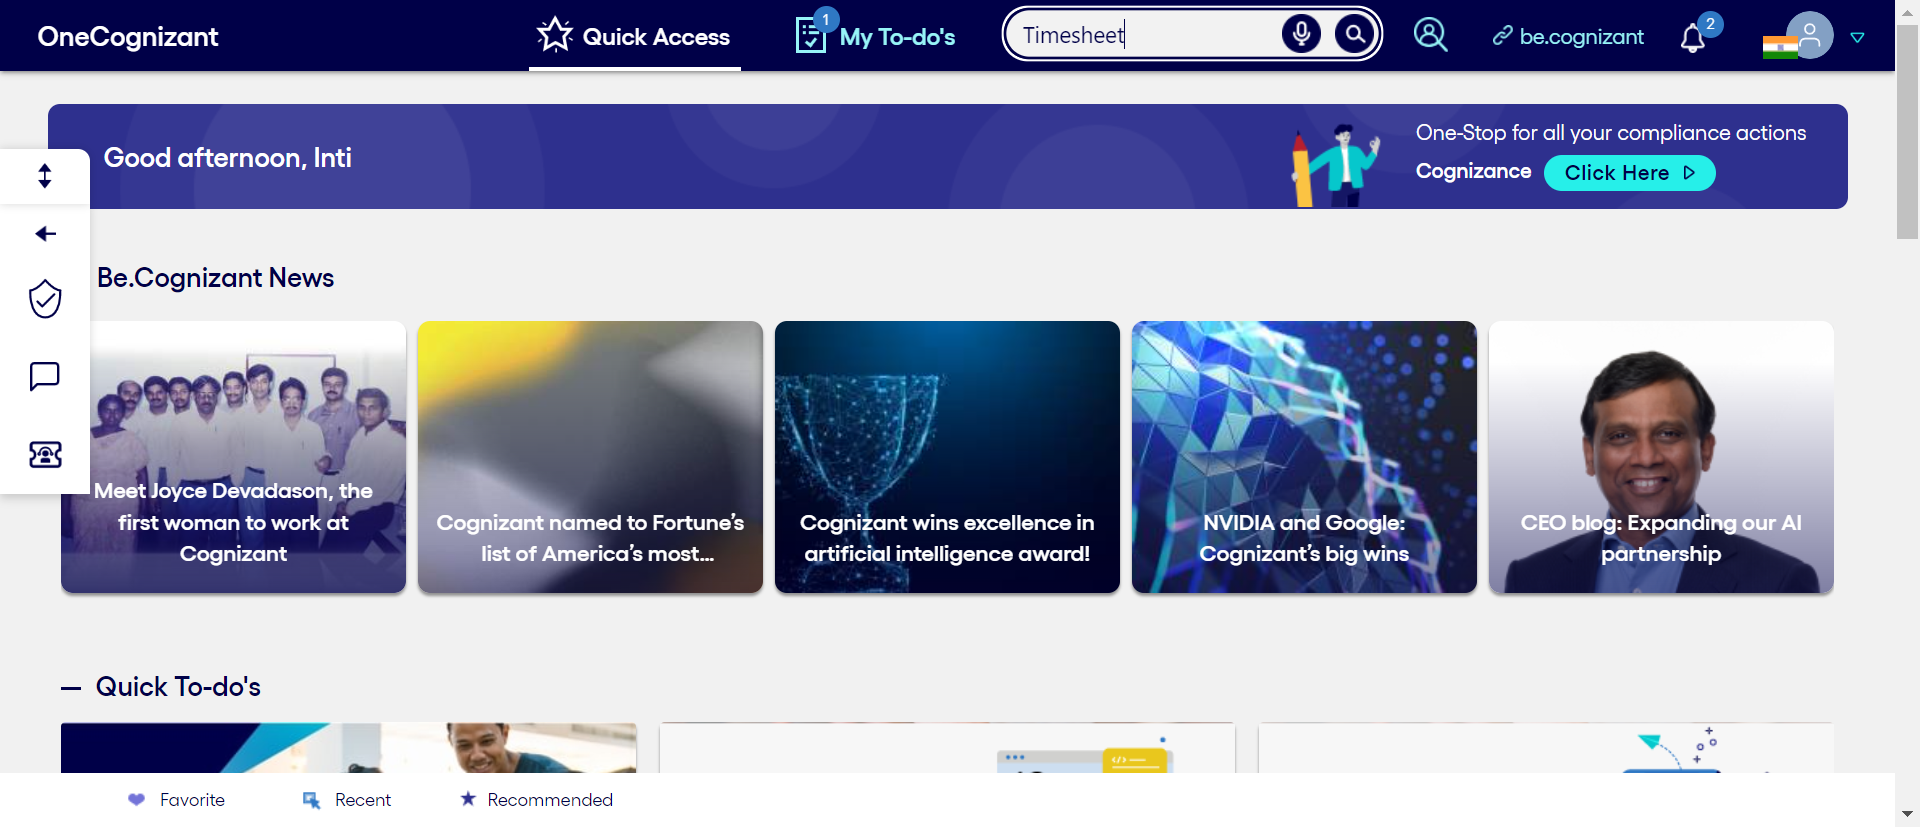 OneCognizant
Quick Access
1
My To-do's
Timesheet
be.cognizant
2
Good afternoon, Inti
One-Stop for all your compliance actions
Cognizance
Click Here
Be.Cognizant News
Meet Joyce Devadason, the
first woman to work at
Cognizant
Cognizant named to Fortune’s
list of America’s most...
Cognizant wins excellence in
artificial intelligence award!
NVIDIA and Google:
Cognizant’s big wins
CEO blog: Expanding our AI
partnership
Quick To-do's
Favorite
Recent
Recommended